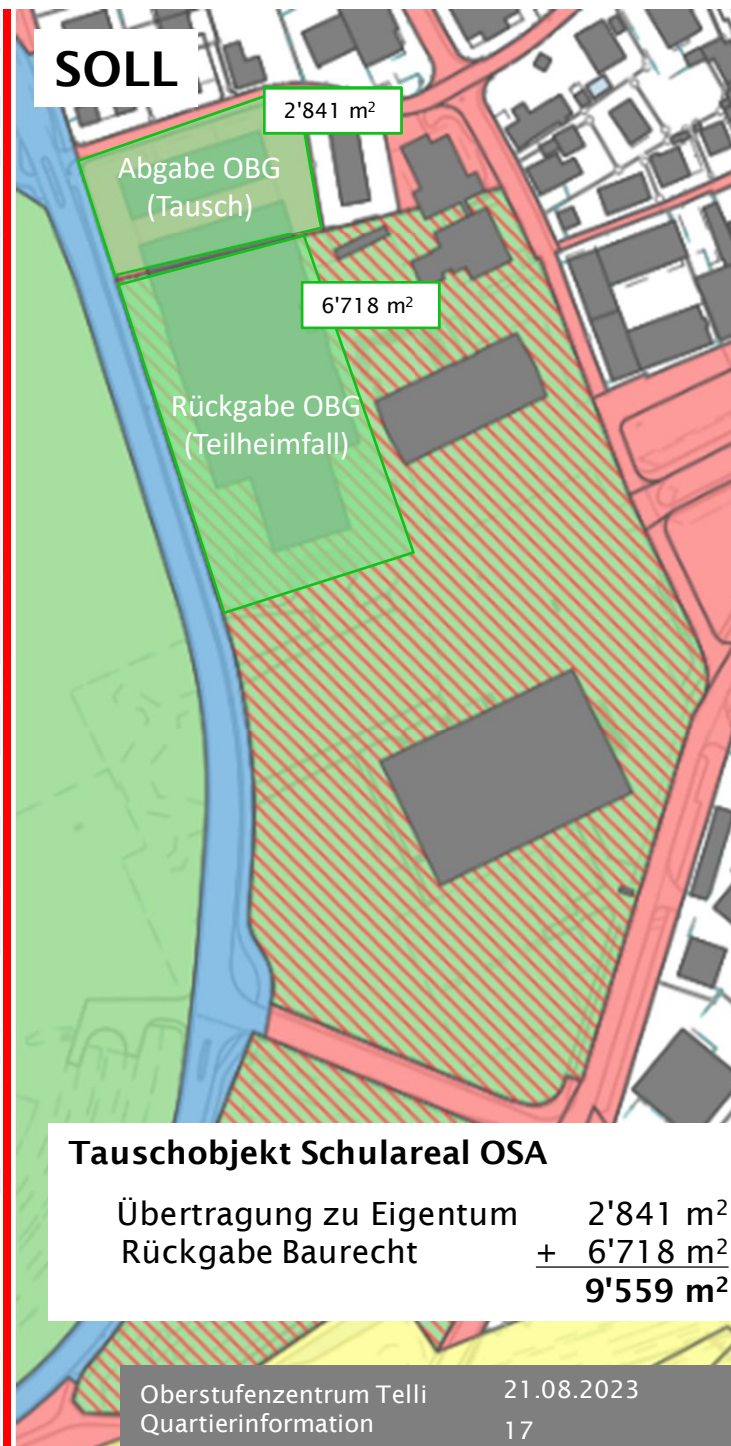 SOLL
2'841 m²
Abgabe OBG
(Tausch)
6'718 m²
Rückgabe OBG
(Teilheimfall)
Tauschobjekt Schulareal OSA
Übertragung zu Eigentum 2'841 m²
Rückgabe Baurecht + 6'718 m²
9'559 m²
Oberstufenzentrum Telli 21.08.2023
Quartierinformation 17